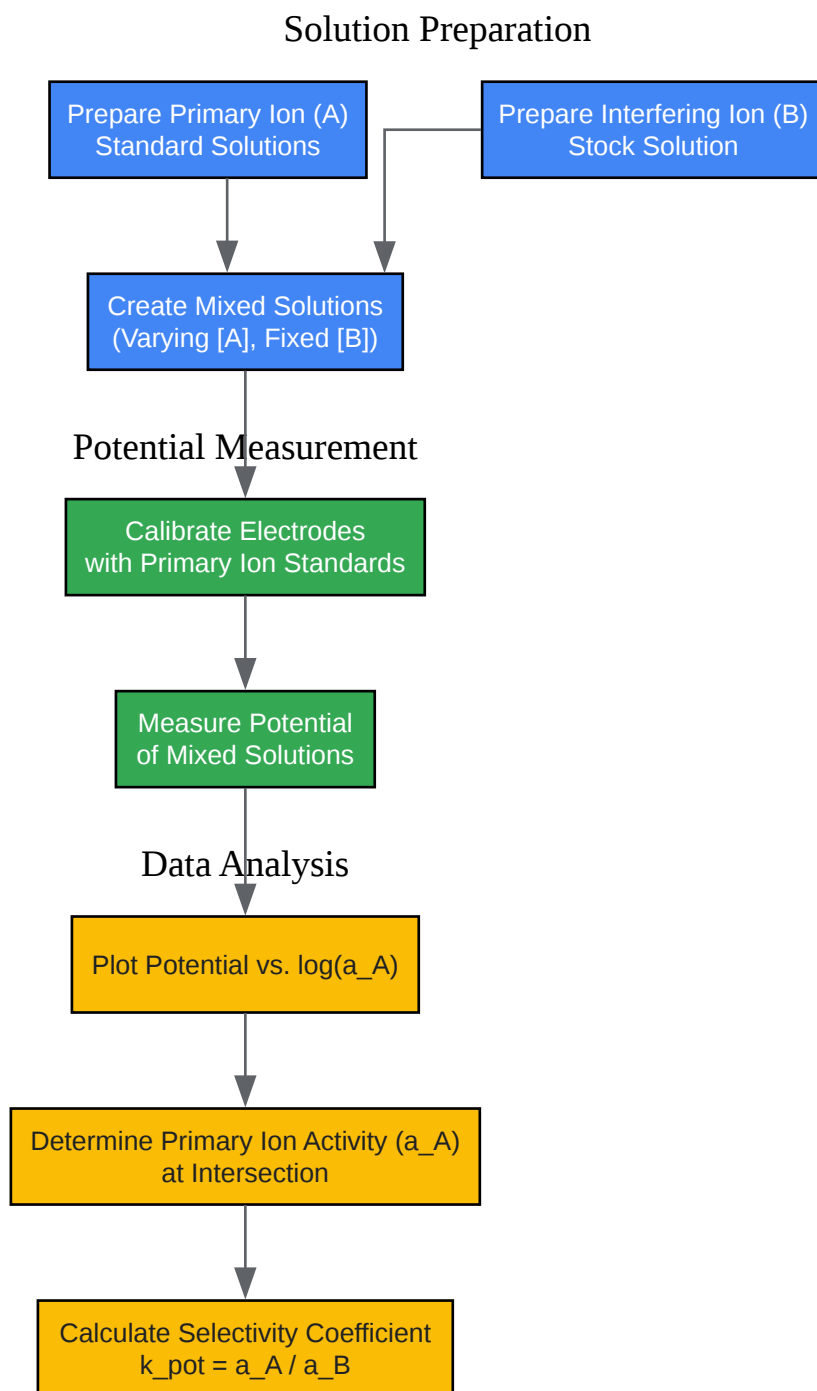 Solution Preparation
Prepare Primary Ion (A)
Standard Solutions
Prepare Interfering Ion (B)
Stock Solution
Create Mixed Solutions
(Varying [A], Fixed [B])
Potential Measurement
Calibrate Electrodes
with Primary Ion Standards
Measure Potential
of Mixed Solutions
Data Analysis
Plot Potential vs. log(a_A)
Determine Primary Ion Activity (a_A)
at Intersection
Calculate Selectivity Coefficient
k_pot = a_A / a_B